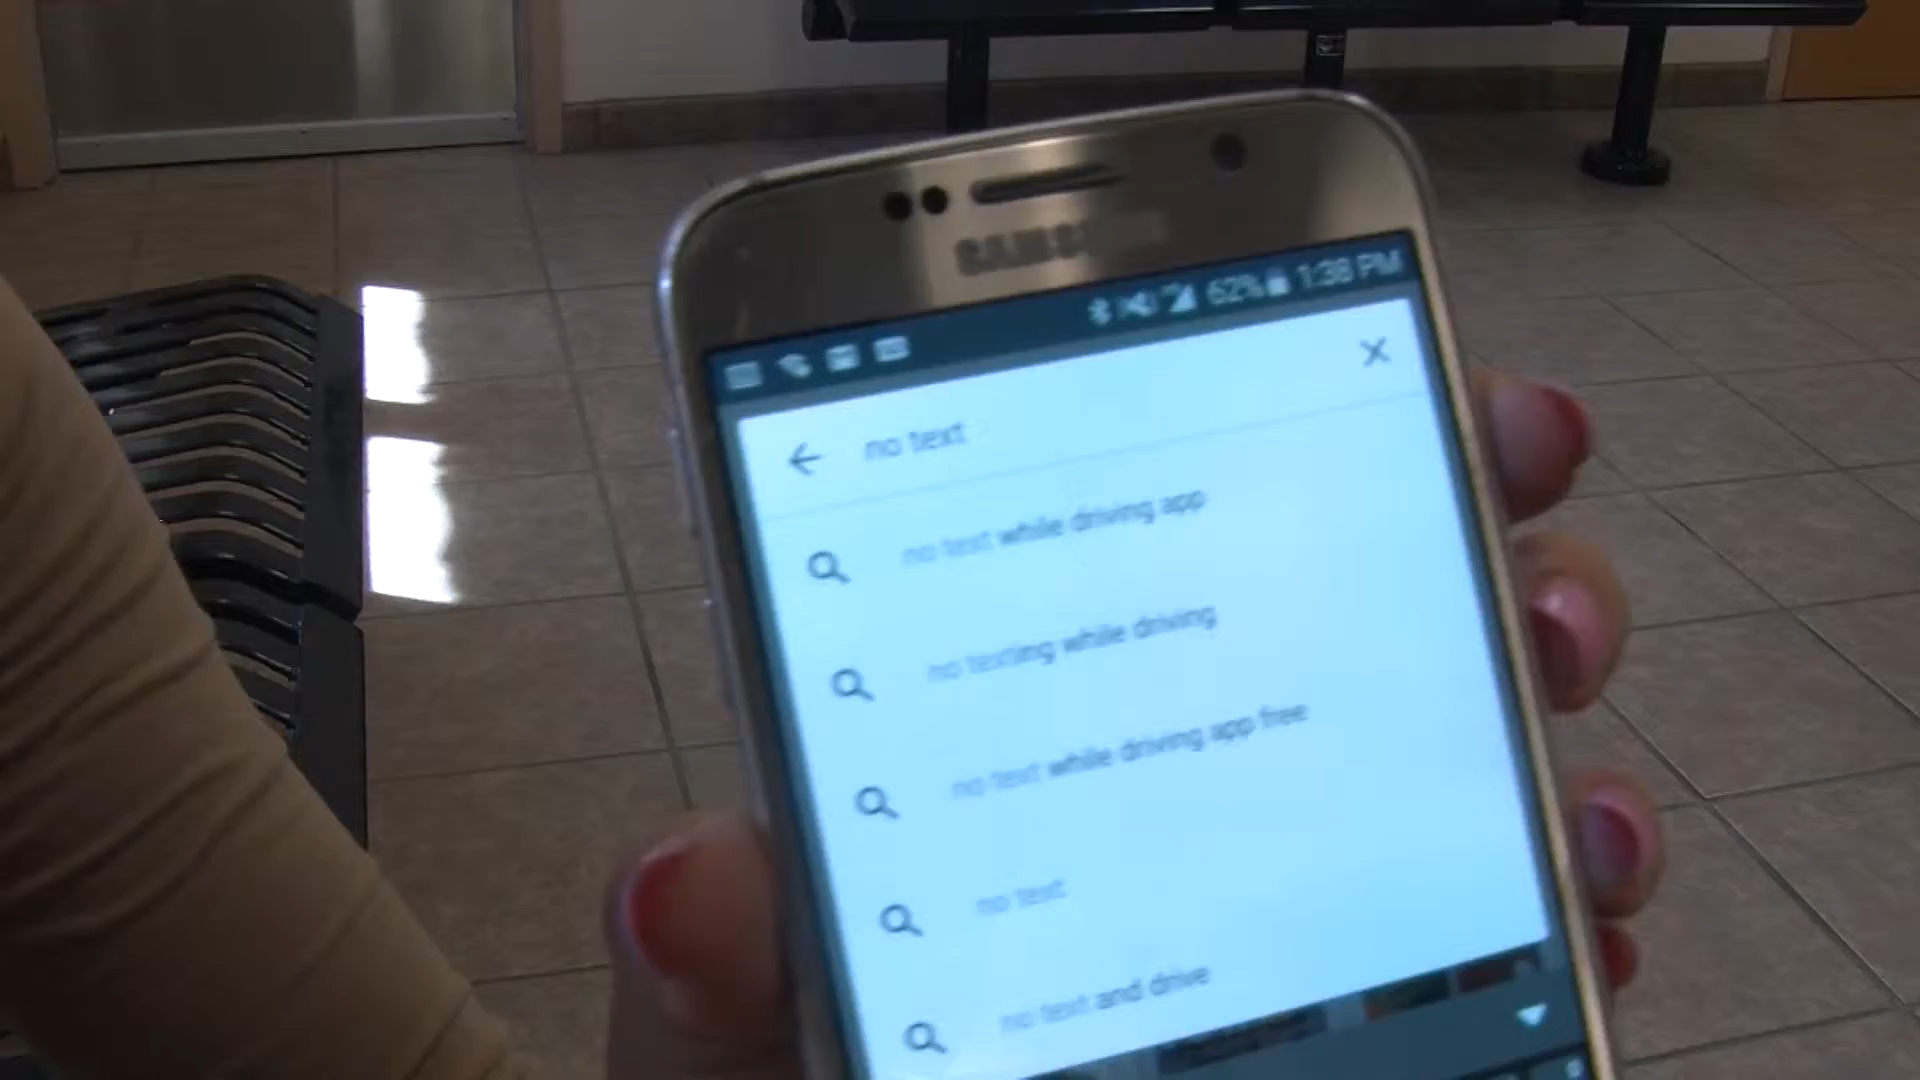 SAMSUNG
62% 1:38 PM
no text
no text while driving app
no texting while driving
no text while driving app free
no text
no text and drive